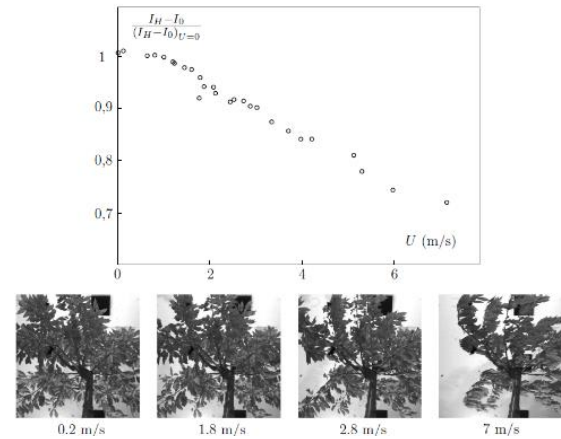 I_H−I_0
(I_H−I_0)_{U=0}
1
0,9
0,8
0,7
U (m/s)
0 2 4 6
0.2 m/s 1.8 m/s 2.8 m/s 7 m/s